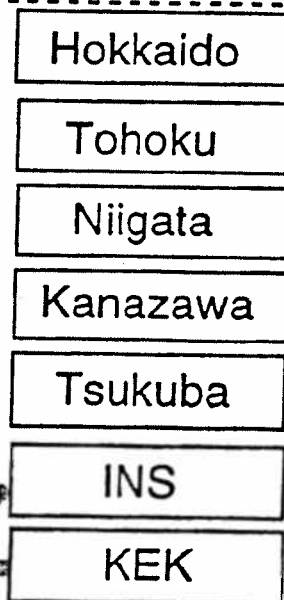 Hokkaido
Tohoku
Niigata
Kanazawa
Tsukuba
INS
KEK